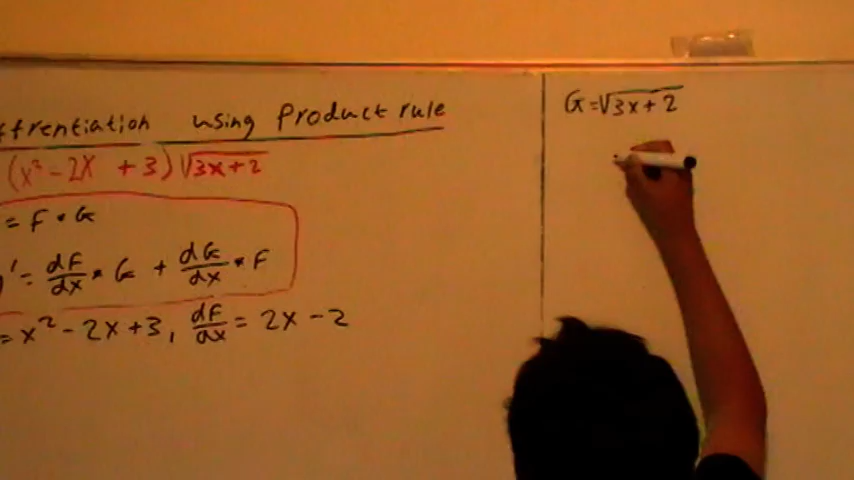 ffrentiation using Product rule
(x² - 2x + 3)√3x+2
= F • G
y' = dF/dx • G + dG/dx • F
= x² - 2x + 3, dF/dx = 2x - 2
G = √3x+2